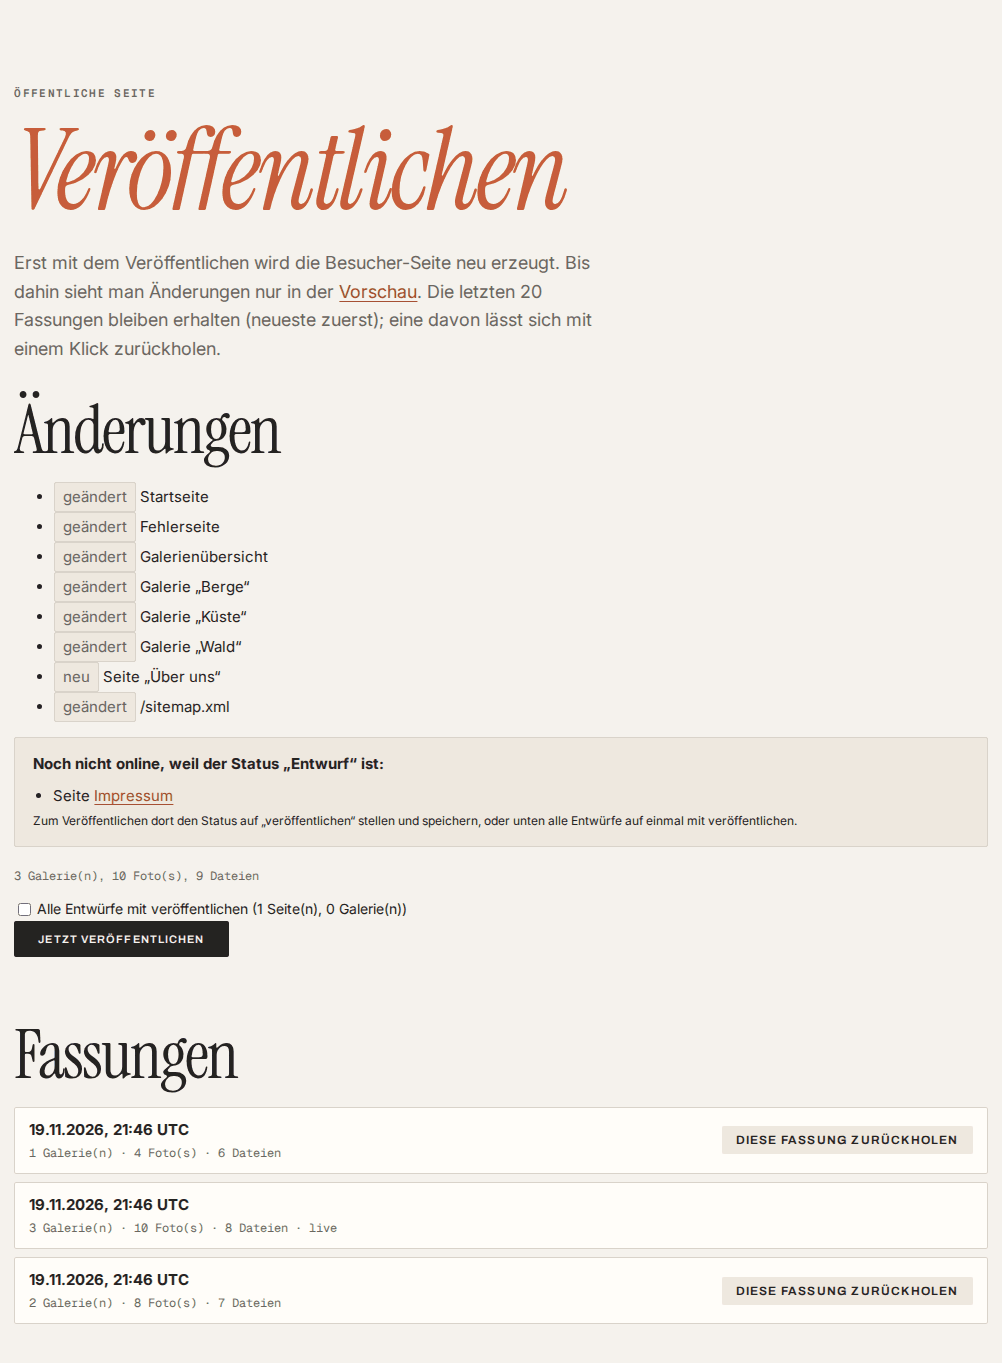 ÖFFENTLICHE SEITE
Veröffentlichen
Erst mit dem Veröffentlichen wird die Besucher-Seite neu erzeugt. Bis
dahin sieht man Änderungen nur in der Vorschau. Die letzten 20
Fassungen bleiben erhalten (neueste zuerst); eine davon lässt sich mit
einem Klick zurückholen.
Änderungen
geändert Startseite
geändert Fehlerseite
geändert Galerienübersicht
geändert Galerie „Berge“
geändert Galerie „Küste“
geändert Galerie „Wald“
neu Seite „Über uns“
geändert /sitemap.xml
Noch nicht online, weil der Status „Entwurf“ ist:
Seite Impressum
Zum Veröffentlichen dort den Status auf „veröffentlichen“ stellen und speichern, oder unten alle Entwürfe auf einmal mit veröffentlichen.
3 Galerie(n), 10 Foto(s), 9 Dateien
Alle Entwürfe mit veröffentlichen (1 Seite(n), 0 Galerie(n))
JETZT VERÖFFENTLICHEN
Fassungen
19.11.2026, 21:46 UTC
1 Galerie(n) · 4 Foto(s) · 6 Dateien
DIESE FASSUNG ZURÜCKHOLEN
19.11.2026, 21:46 UTC
3 Galerie(n) · 10 Foto(s) · 8 Dateien · live
19.11.2026, 21:46 UTC
2 Galerie(n) · 8 Foto(s) · 7 Dateien
DIESE FASSUNG ZURÜCKHOLEN